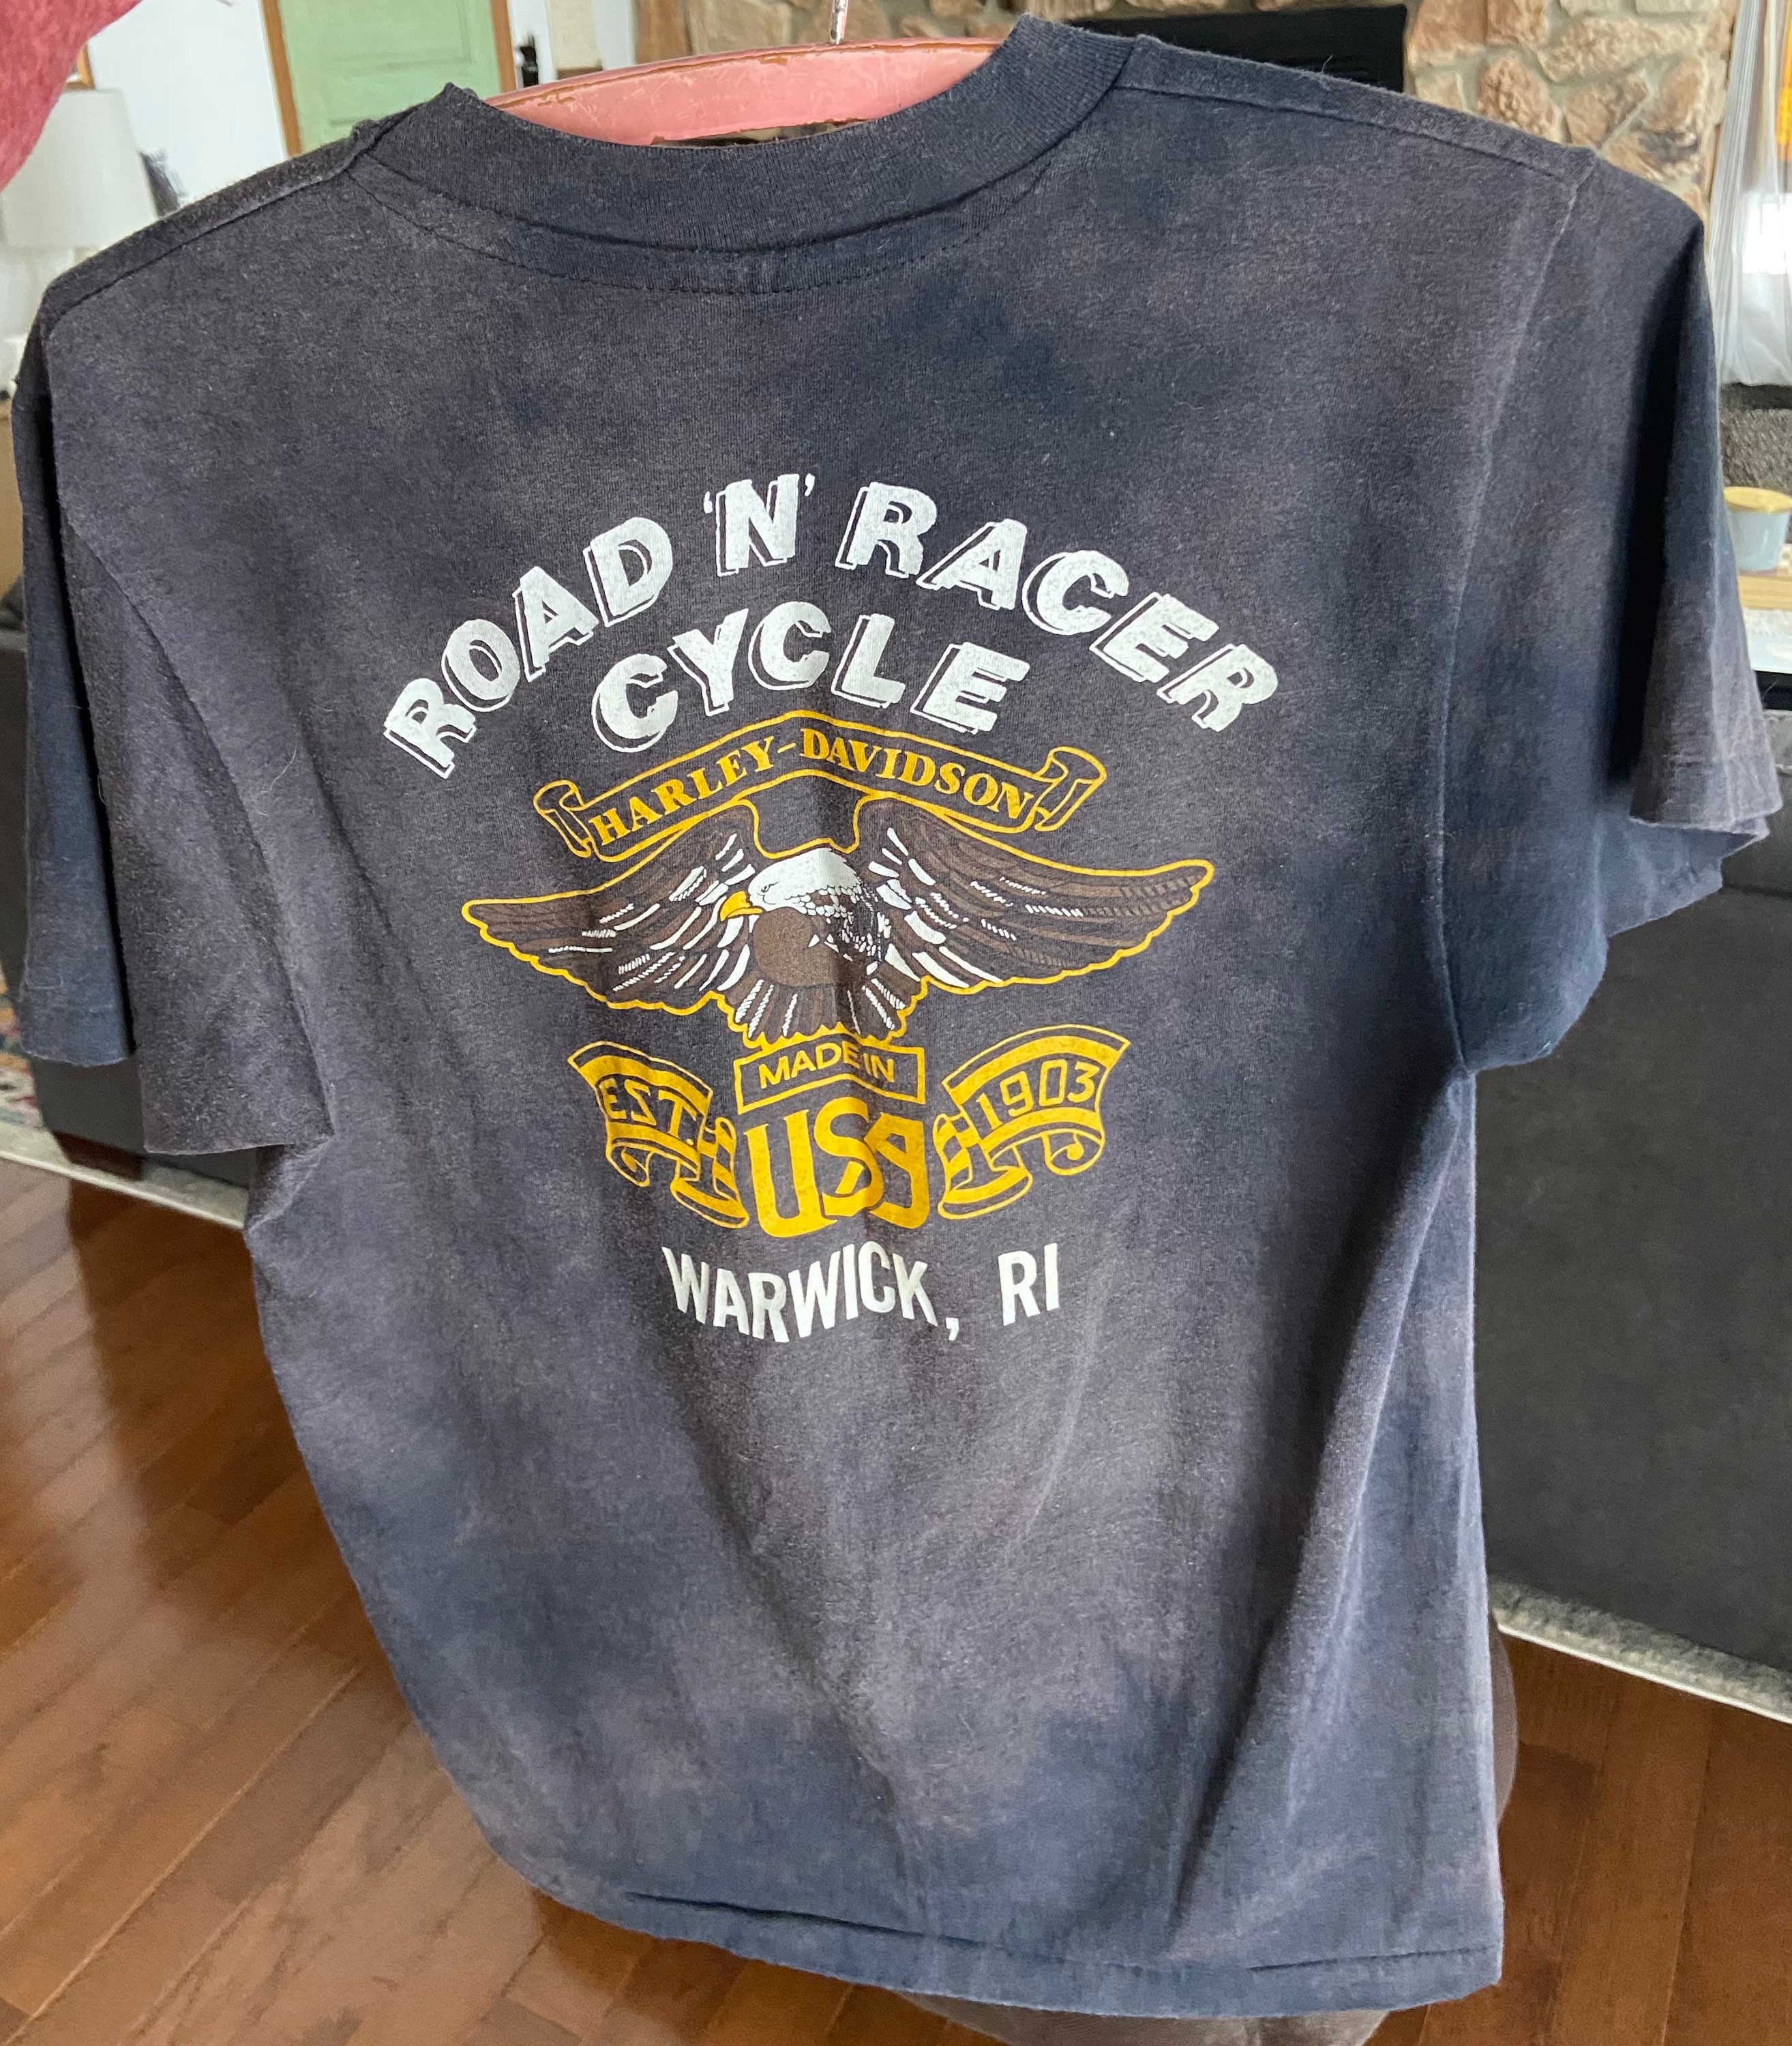 ROAD 'N' RACER
CYCLE
HARLEY-DAVIDSON
MADE IN
EST. USA 1903
WARWICK, RI